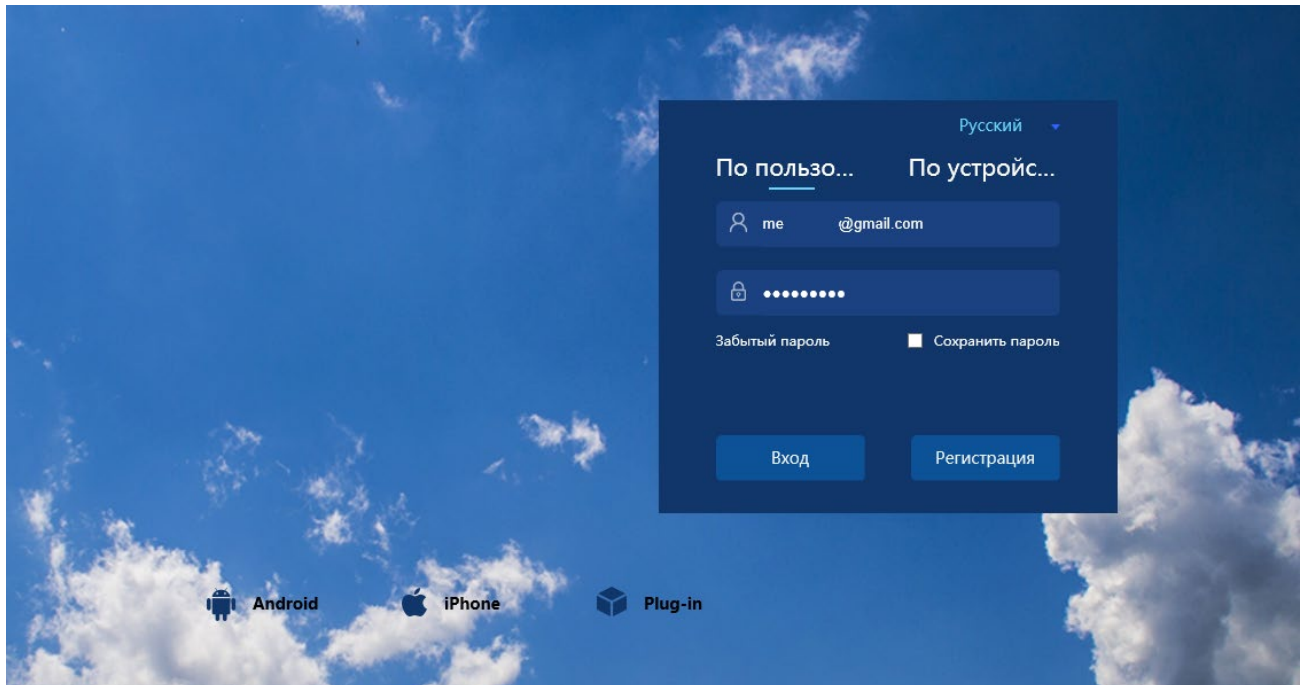 Русский
По пользо... По устройс...
me @gmail.com
•••••••••
Забытый пароль Сохранить пароль
Вход Регистрация
Android iPhone Plug-in